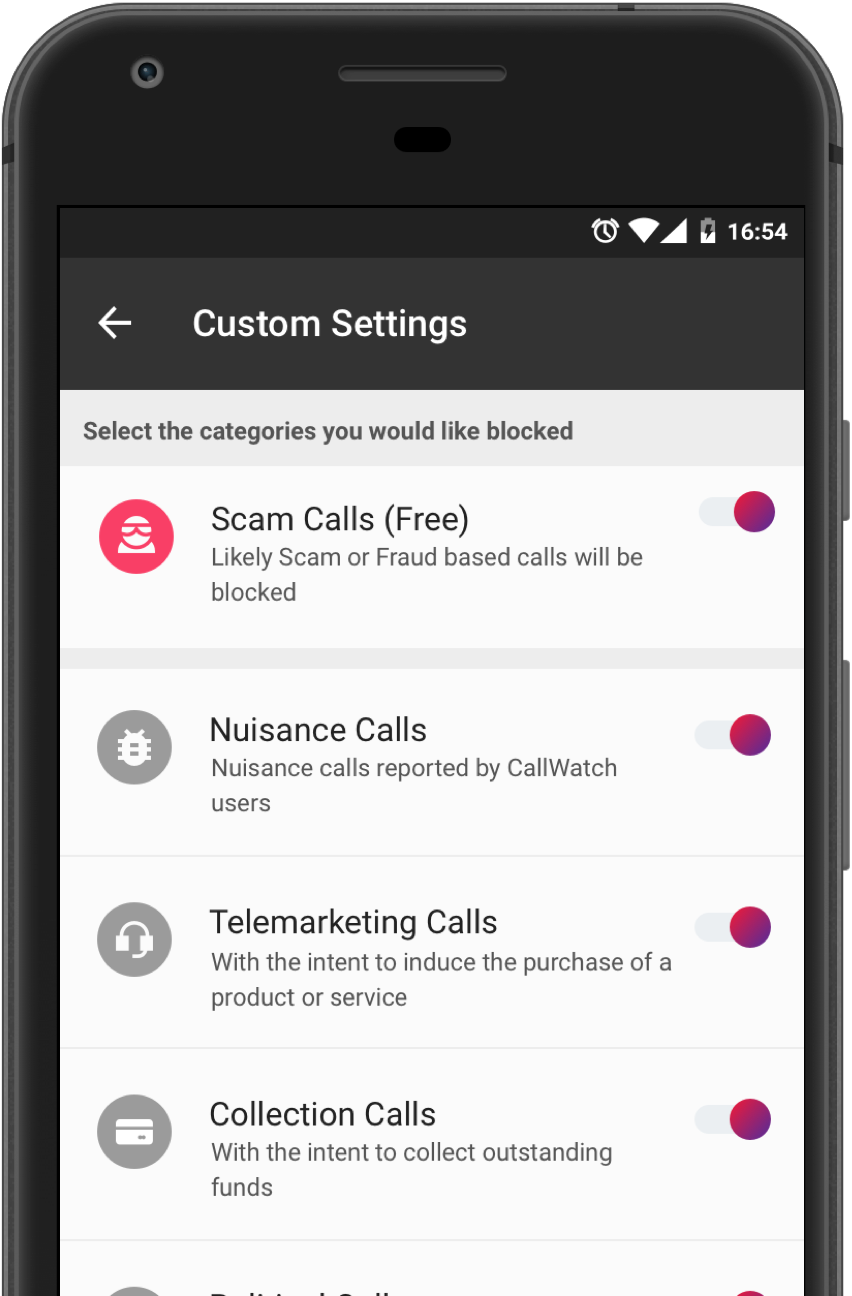 16:54
Custom Settings
Select the categories you would like blocked
Scam Calls (Free)
Likely Scam or Fraud based calls will be
blocked
Nuisance Calls
Nuisance calls reported by CallWatch
users
Telemarketing Calls
With the intent to induce the purchase of a
product or service
Collection Calls
With the intent to collect outstanding
funds